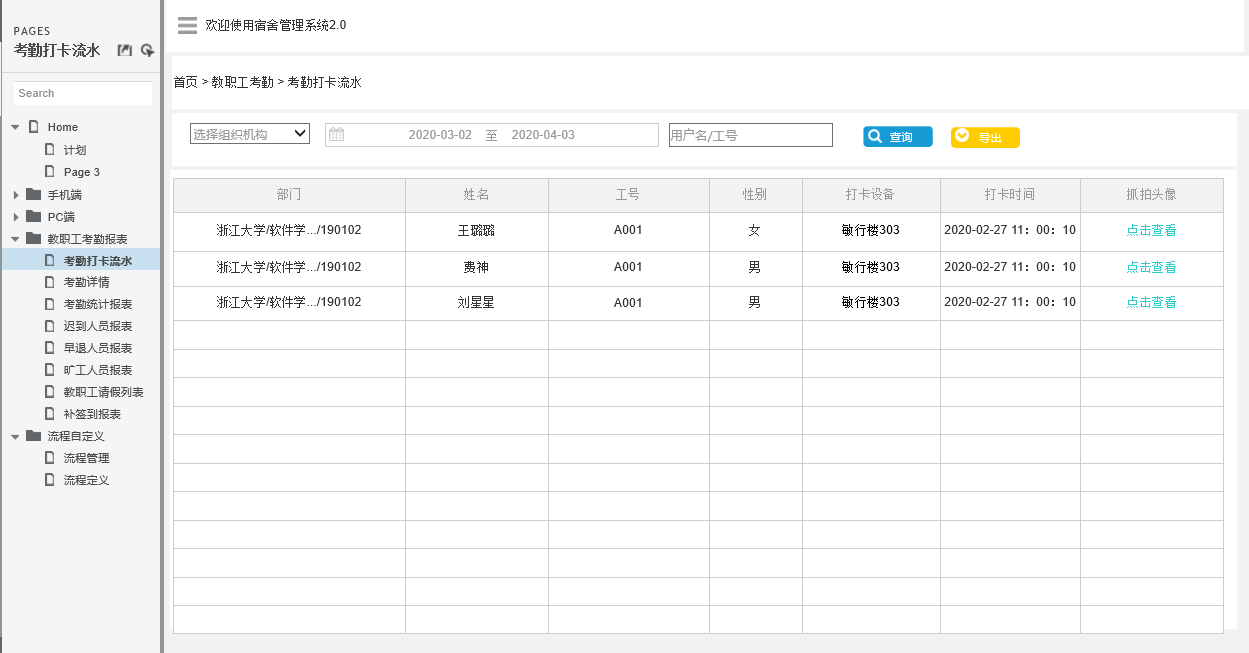 PAGES
考勤打卡流水
Search
Home
计划
Page 3
手机端
PC端
教职工考勤报表
考勤打卡流水
考勤详情
考勤统计报表
迟到人员报表
早退人员报表
旷工人员报表
教职工请假列表
补签到报表
流程自定义
流程管理
流程定义
欢迎使用宿舍管理系统2.0
首页 > 教职工考勤 > 考勤打卡流水
选择组织机构 2020-03-02 至 2020-04-03 用户名/工号 查询 导出
部门 姓名 工号 性别 打卡设备 打卡时间 抓拍头像
浙江大学/软件学.../190102 王璐璐 A001 女 敏行楼303 2020-02-27 11：00：10 点击查看
浙江大学/软件学.../190102 费神 A001 男 敏行楼303 2020-02-27 11：00：10 点击查看
浙江大学/软件学.../190102 刘星星 A001 男 敏行楼303 2020-02-27 11：00：10 点击查看